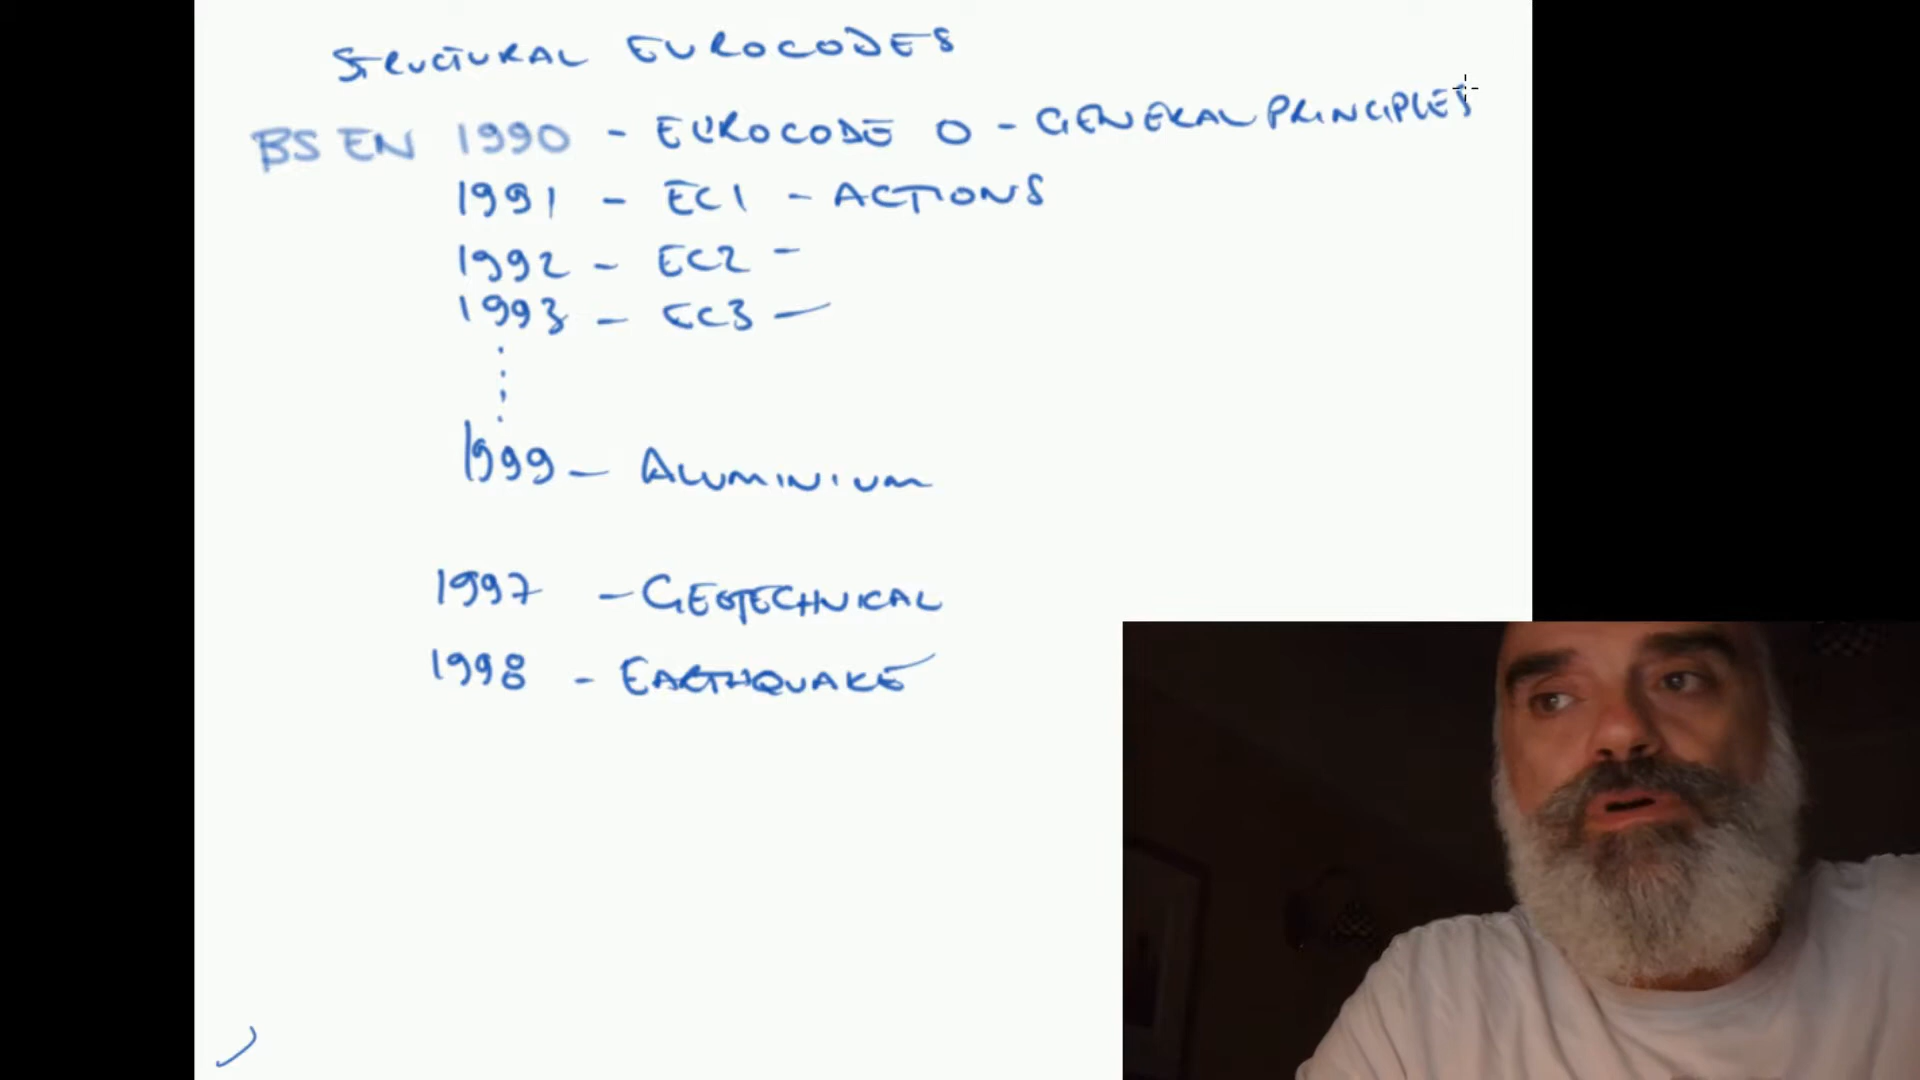 STRUCTURAL EUROCODES
BS EN 1990 - EUROCODE 0 - GENERAL PRINCIPLES
1991 - EC1 - ACTIONS
1992 - EC2 -
1993 - EC3 -
1999 - ALUMINIUM
1997 - GEOTECHNICAL
1998 - EARTHQUAKE